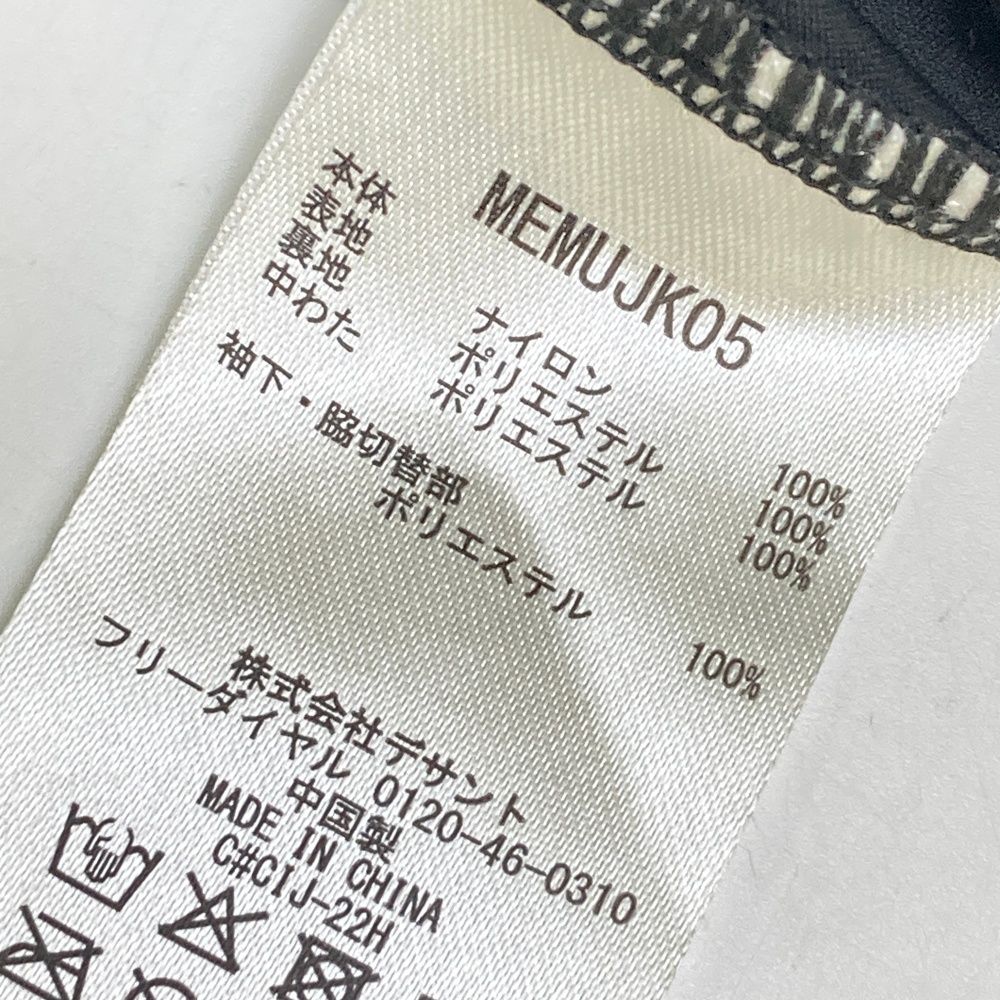 MEMUJK05
本体
表地 ナイロン 100%
裏地 ポリエステル 100%
中わた ポリエステル 100%
袖下・脇切替部
ポリエステル 100%
株式会社デサント
フリーダイヤル 0120-46-0310
中国製
MADE IN CHINA
C#CIJ-22H